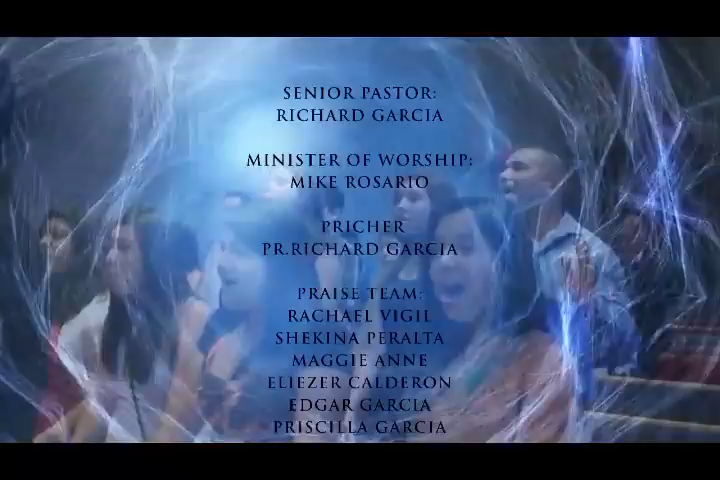 SENIOR PASTOR:
RICHARD GARCIA
MINISTER OF WORSHIP:
MIKE ROSARIO
PRICHER
PR.RICHARD GARCIA
PRAISE TEAM:
RACHAEL VIGIL
SHEKINA PERALTA
MAGGIE ANNE
ELIEZER CALDERON
EDGAR GARCIA
PRISCILLA GARCIA